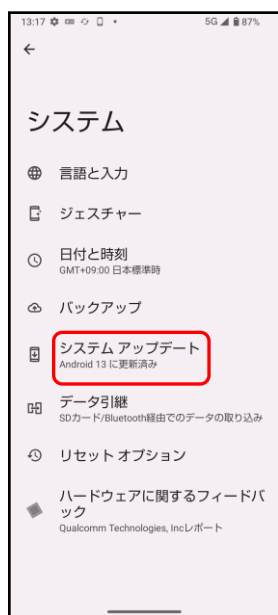 13:17 5G 87%
システム
言語と入力
ジェスチャー
日付と時刻
GMT+09:00 日本標準時
バックアップ
システム アップデート
Android 13 に更新済み
データ引継
SDカード/Bluetooth経由でのデータの取り込み
リセット オプション
ハードウェアに関するフィードバ
ック
Qualcomm Technologies, Incレポート